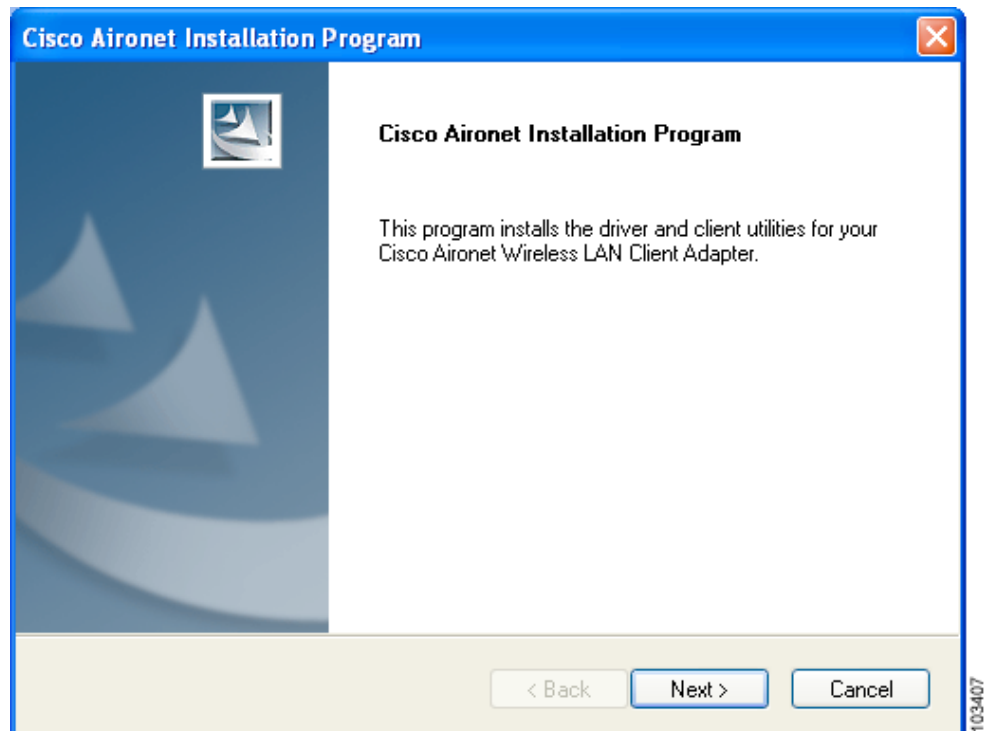 Cisco Aironet Installation Program
Cisco Aironet Installation Program
This program installs the driver and client utilities for your
Cisco Aironet Wireless LAN Client Adapter.
< Back
Next >
Cancel
103407